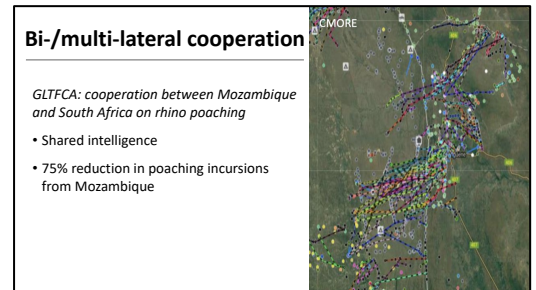 Bi-/multi-lateral cooperation
CMORE
GLTFCA: cooperation between Mozambique
and South Africa on rhino poaching
• Shared intelligence
• 75% reduction in poaching incursions
from Mozambique